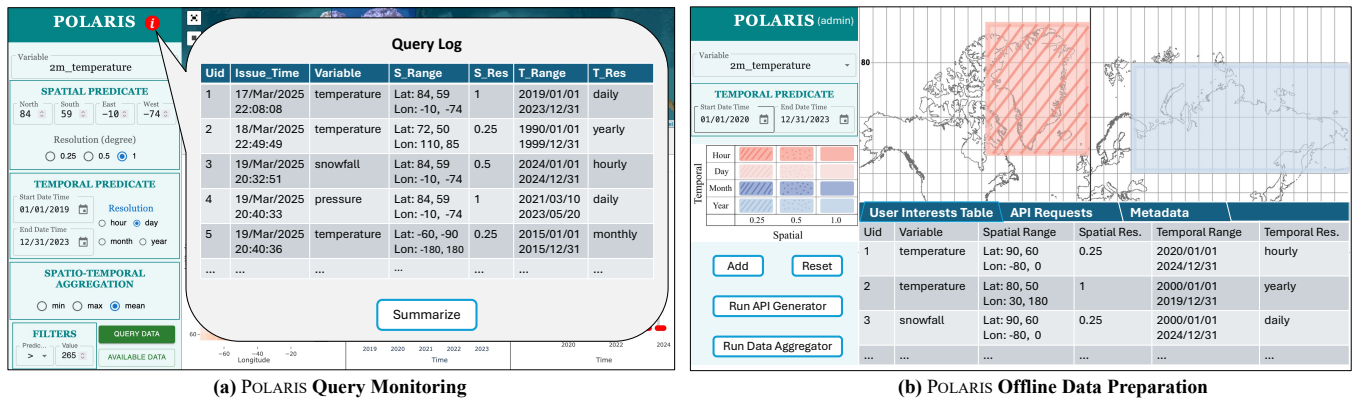 POLARIS i
Variable
2m_temperature
SPATIAL PREDICATE
North South East West
84 59 -10 -74
Resolution (degree)
0.25 0.5 1
TEMPORAL PREDICATE
Start Date Time
01/01/2019
Resolution
hour day
End Date Time
12/31/2023
month year
SPATIO-TEMPORAL
AGGREGATION
min max mean
FILTERS
Predic... Value
> 265
QUERY DATA
AVAILABLE DATA
Query Log
Uid Issue_Time Variable S_Range S_Res T_Range T_Res
1 17/Mar/2025 temperature Lat: 84, 59 1 2019/01/01 daily
22:08:08 Lon: -10, -74 2023/12/31
2 18/Mar/2025 temperature Lat: 72, 50 0.25 1990/01/01 yearly
22:49:49 Lon: 110, 85 1999/12/31
3 19/Mar/2025 snowfall Lat: 84, 59 0.5 2024/01/01 hourly
20:32:51 Lon: -10, -74 2024/12/31
4 19/Mar/2025 pressure Lat: 84, 59 1 2021/03/10 daily
20:40:33 Lon: -10, -74 2023/05/20
5 19/Mar/2025 temperature Lat: -60, -90 0.25 2015/01/01 monthly
20:40:36 Lon: -180, 180 2015/12/31
... ... ... ... ... ... ...
Summarize
60
−60 −40 −20
Longitude
2019 2020 2021 2022 2023
Time
2020 2022 2024
Time
(a) POLARIS Query Monitoring
POLARIS (admin)
Variable
2m_temperature
TEMPORAL PREDICATE
Start Date Time End Date Time
01/01/2020 12/31/2023
Temporal
Hour
Day
Month
Year
0.25 0.5 1.0
Spatial
Add Reset
Run API Generator
Run Data Aggregator
80
User Interests Table API Requests Metadata
Uid Variable Spatial Range Spatial Res. Temporal Range Temporal Res.
1 temperature Lat: 90, 60 0.25 2020/01/01 hourly
Lon: -80, 0 2024/12/31
2 temperature Lat: 80, 50 1 2000/01/01 yearly
Lon: 30, 180 2019/12/31
3 snowfall Lat: 90, 60 0.25 2000/01/01 daily
Lon: -80, 0 2024/12/31
... ... ... ... ... ...
(b) POLARIS Offline Data Preparation